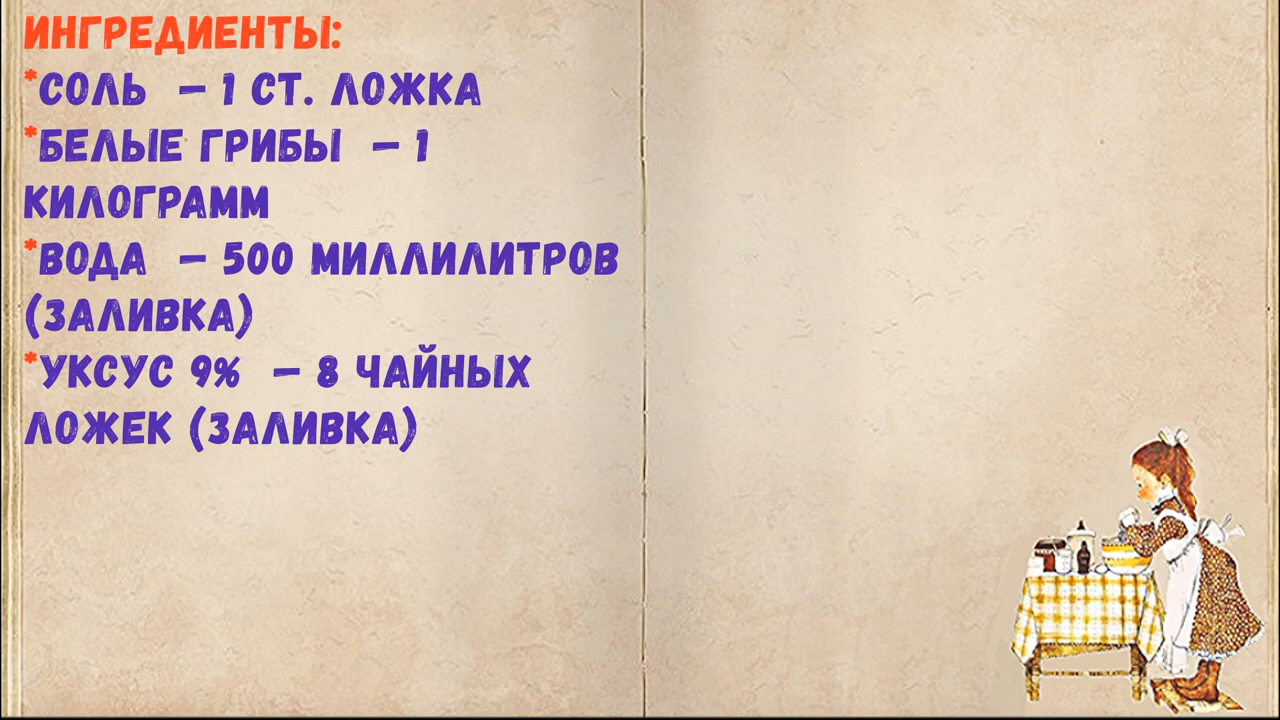 ИНГРЕДИЕНТЫ:
*СОЛЬ – 1 СТ. ЛОЖКА
*БЕЛЫЕ ГРИБЫ – 1
КИЛОГРАММ
*ВОДА – 500 МИЛЛИЛИТРОВ
(ЗАЛИВКА)
*УКСУС 9% – 8 ЧАЙНЫХ
ЛОЖЕК (ЗАЛИВКА)